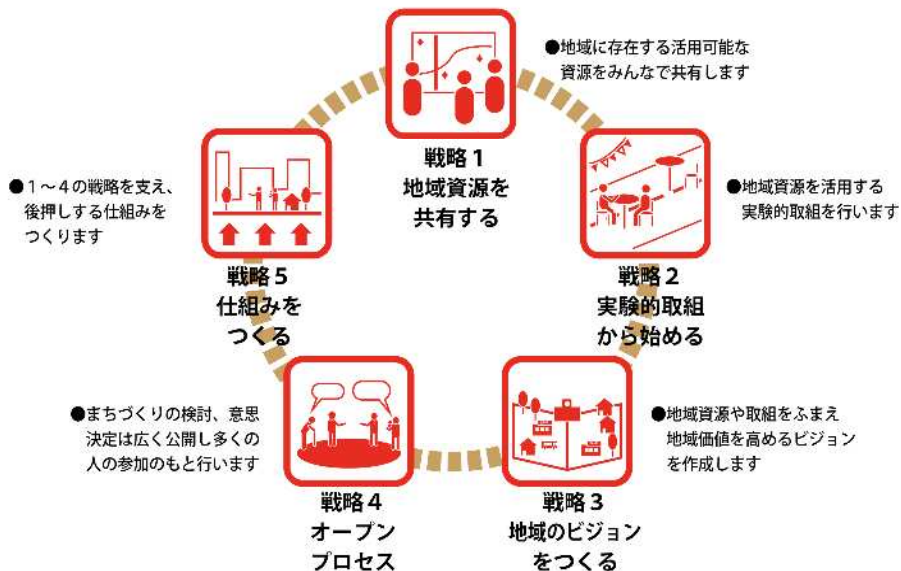 戦略1
地域資源を
共有する
●地域に存在する活用可能な
資源をみんなで共有します
戦略2
実験的取組
から始める
●地域資源を活用する
実験的取組を行います
戦略3
地域のビジョン
をつくる
●地域資源や取組をふまえ
地域価値を高めるビジョン
を作成します
戦略4
オープン
プロセス
●まちづくりの検討、意思
決定は広く公開し多くの
人の参加のもと行います
戦略5
仕組みを
つくる
●1〜4の戦略を支え、
後押しする仕組みを
つくります